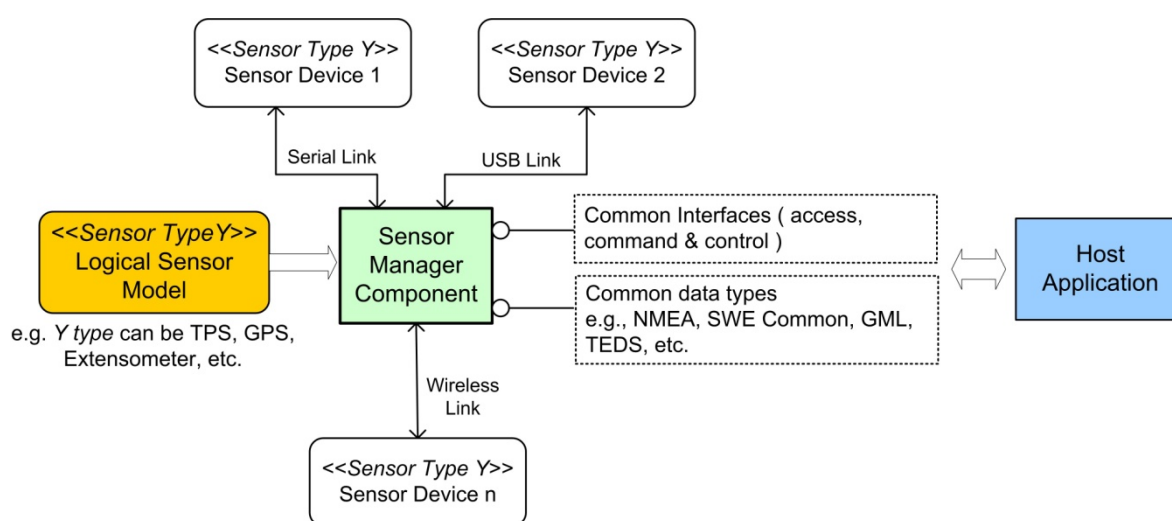 <<Sensor Type Y>>
Sensor Device 1
<<Sensor Type Y>>
Sensor Device 2
Serial Link
USB Link
<<Sensor TypeY>>
Logical Sensor
Model
e.g. Y type can be TPS, GPS,
Extensometer, etc.
Sensor
Manager
Component
Common Interfaces ( access,
command & control )
Common data types
e.g., NMEA, SWE Common, GML,
TEDS, etc.
Host
Application
Wireless
Link
<<Sensor Type Y>>
Sensor Device n